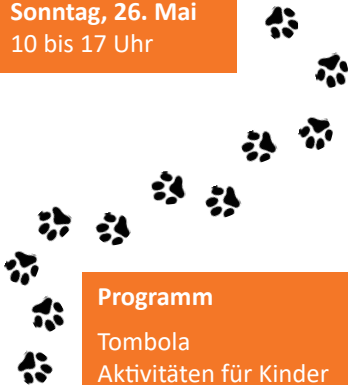 Sonntag, 26. Mai
10 bis 17 Uhr
Programm
Tombola
Aktivitäten für Kinder